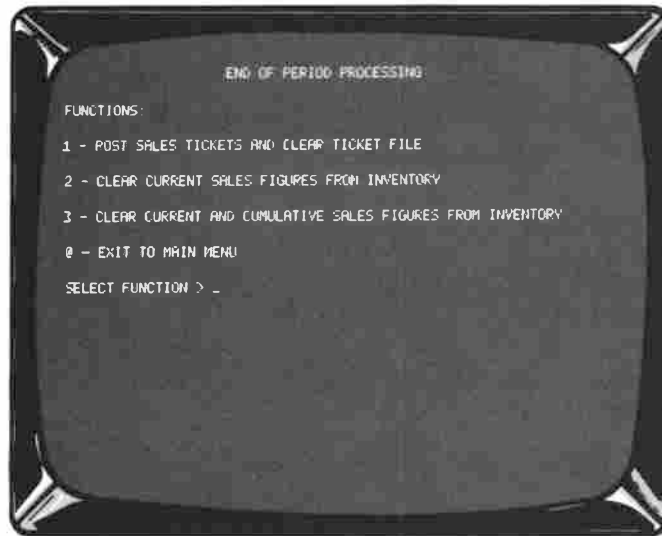 END OF PERIOD PROCESSING
FUNCTIONS:
1 - POST SALES TICKETS AND CLEAR TICKET FILE
2 - CLEAR CURRENT SALES FIGURES FROM INVENTORY
3 - CLEAR CURRENT AND CUMULATIVE SALES FIGURES FROM INVENTORY
@ - EXIT TO MAIN MENU
SELECT FUNCTION > _